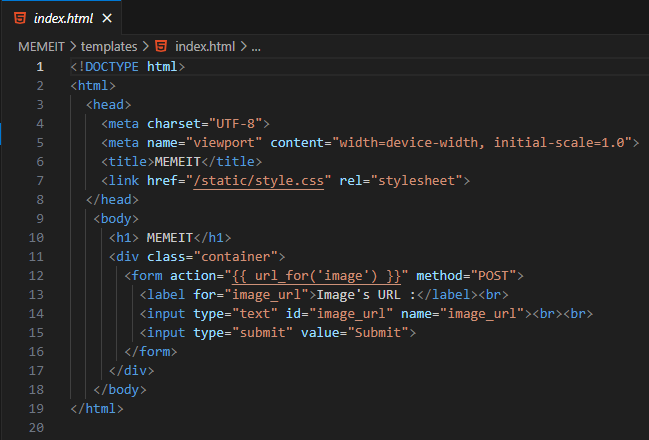 index.html ×
MEMEIT > templates > index.html > ...
1 <!DOCTYPE html>
2 <html>
3 <head>
4 <meta charset="UTF-8">
5 <meta name="viewport" content="width=device-width, initial-scale=1.0">
6 <title>MEMEIT</title>
7 <link href="/static/style.css" rel="stylesheet">
8 </head>
9 <body>
10 <h1> MEMEIT</h1>
11 <div class="container">
12 <form action="{{ url_for('image') }}" method="POST">
13 <label for="image_url">Image's URL :</label><br>
14 <input type="text" id="image_url" name="image_url"><br><br>
15 <input type="submit" value="Submit">
16 </form>
17 </div>
18 </body>
19 </html>
20